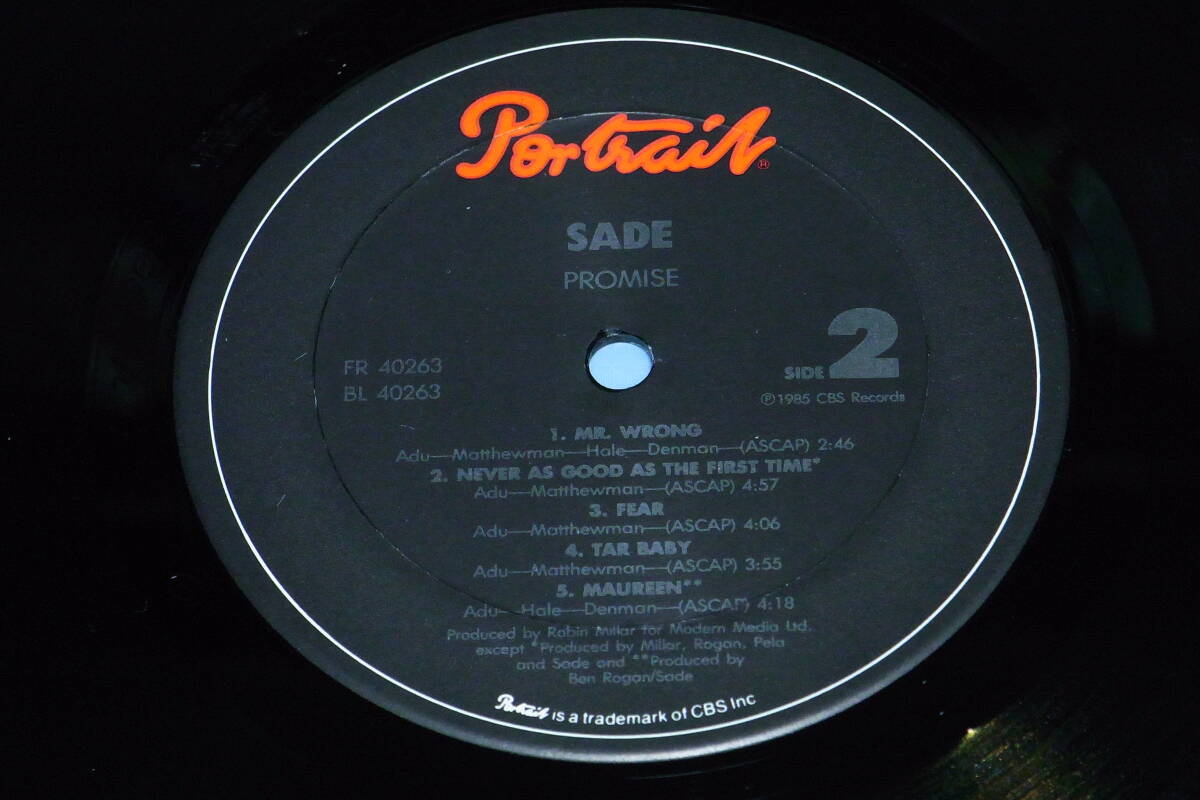 Portrait®
SADE
PROMISE
FR 40263
BL 40263
SIDE 2
℗1985 CBS Records
1. MR. WRONG
Adu—Matthewman—Hale—Denman—(ASCAP) 2:46
2. NEVER AS GOOD AS THE FIRST TIME*
Adu—Matthewman—(ASCAP) 4:57
3. FEAR
Adu—Matthewman—(ASCAP) 4:06
4. TAR BABY
Adu—Matthewman—(ASCAP) 3:55
5. MAUREEN**
Adu—Hale—Denman—(ASCAP) 4:18
Produced by Robin Millar for Modern Media Ltd.
except *Produced by Millar, Rogan, Pela
and Sade and **Produced by
Ben Rogan/Sade
Portrait is a trademark of CBS Inc